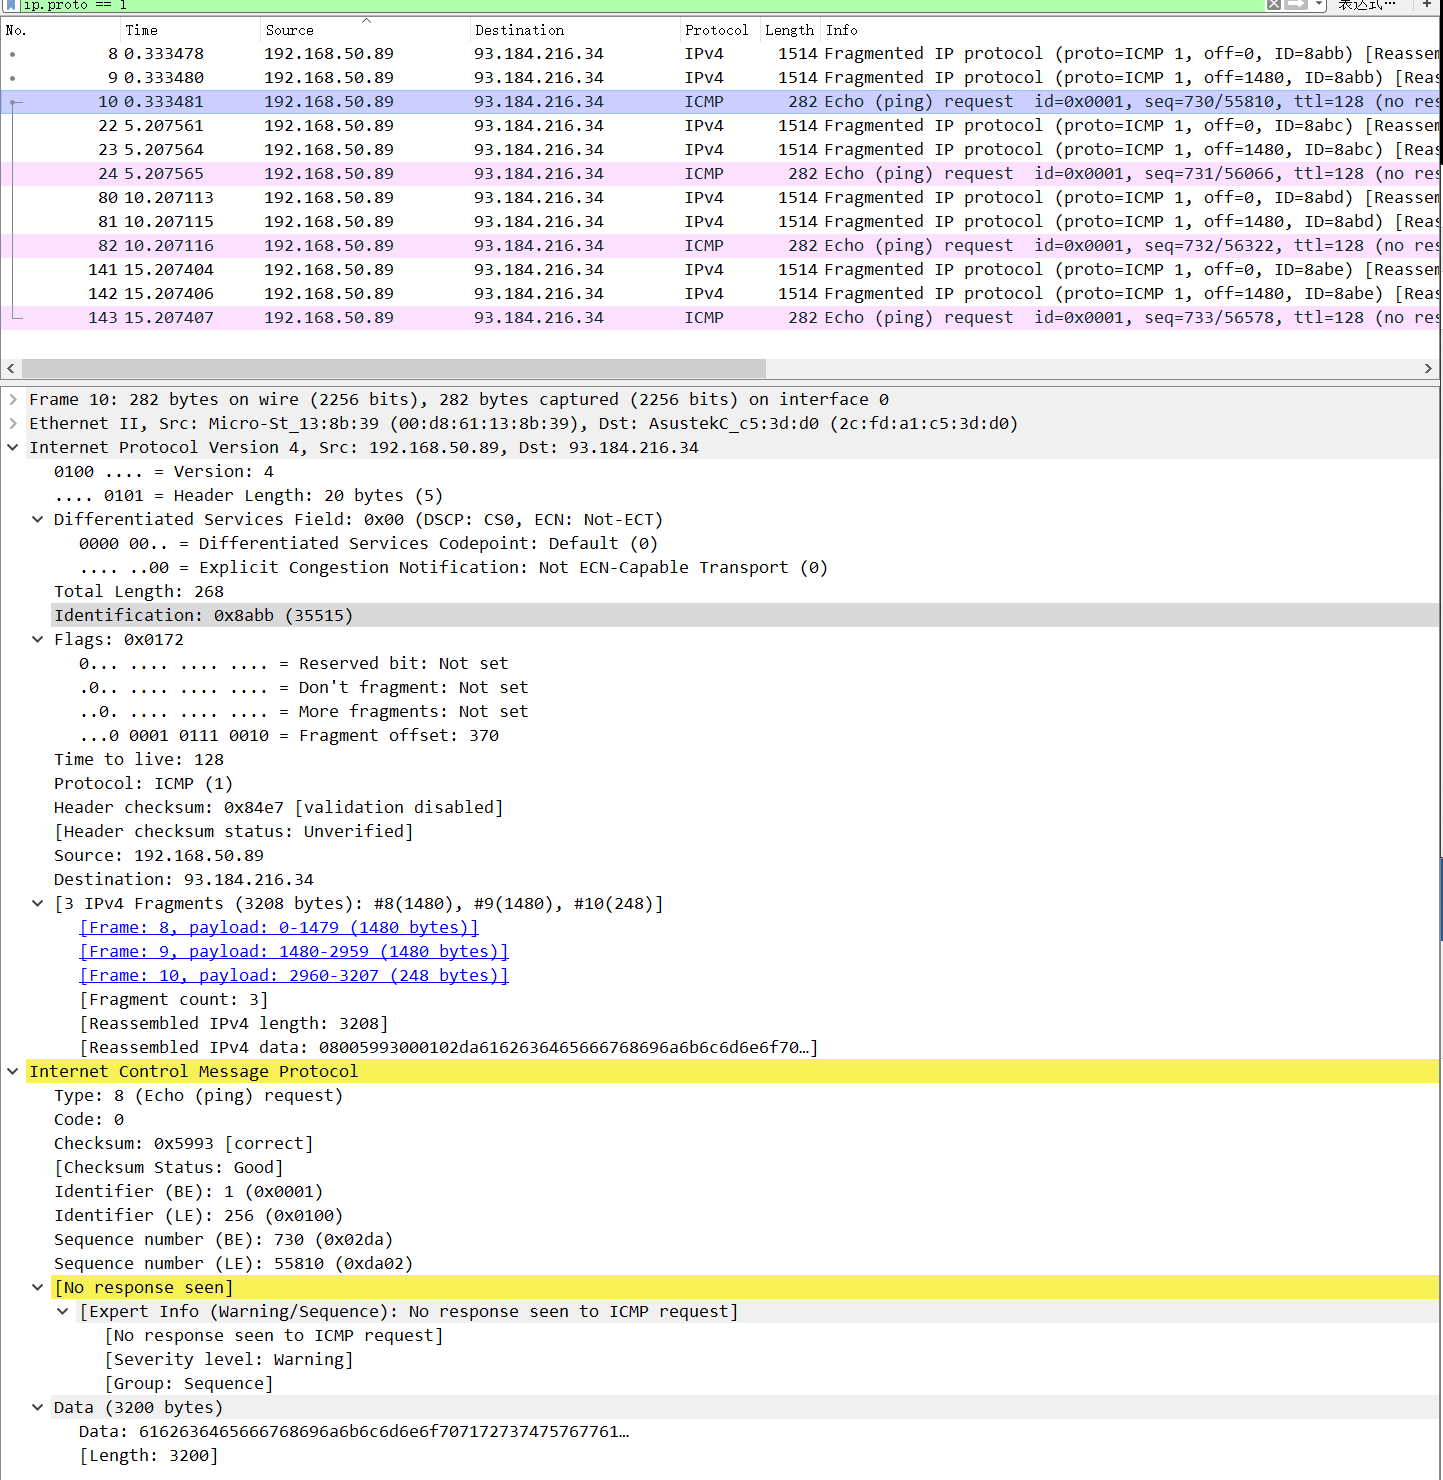 ip.proto == 1 表达式… +
No. Time Source Destination Protocol Length Info
8 0.333478 192.168.50.89 93.184.216.34 IPv4 1514 Fragmented IP protocol (proto=ICMP 1, off=0, ID=8abb) [Reassem
9 0.333480 192.168.50.89 93.184.216.34 IPv4 1514 Fragmented IP protocol (proto=ICMP 1, off=1480, ID=8abb) [Reas
10 0.333481 192.168.50.89 93.184.216.34 ICMP 282 Echo (ping) request id=0x0001, seq=730/55810, ttl=128 (no res
22 5.207561 192.168.50.89 93.184.216.34 IPv4 1514 Fragmented IP protocol (proto=ICMP 1, off=0, ID=8abc) [Reassem
23 5.207564 192.168.50.89 93.184.216.34 IPv4 1514 Fragmented IP protocol (proto=ICMP 1, off=1480, ID=8abc) [Reas
24 5.207565 192.168.50.89 93.184.216.34 ICMP 282 Echo (ping) request id=0x0001, seq=731/56066, ttl=128 (no res
80 10.207113 192.168.50.89 93.184.216.34 IPv4 1514 Fragmented IP protocol (proto=ICMP 1, off=0, ID=8abd) [Reassem
81 10.207115 192.168.50.89 93.184.216.34 IPv4 1514 Fragmented IP protocol (proto=ICMP 1, off=1480, ID=8abd) [Reas
82 10.207116 192.168.50.89 93.184.216.34 ICMP 282 Echo (ping) request id=0x0001, seq=732/56322, ttl=128 (no res
141 15.207404 192.168.50.89 93.184.216.34 IPv4 1514 Fragmented IP protocol (proto=ICMP 1, off=0, ID=8abe) [Reassem
142 15.207406 192.168.50.89 93.184.216.34 IPv4 1514 Fragmented IP protocol (proto=ICMP 1, off=1480, ID=8abe) [Reas
143 15.207407 192.168.50.89 93.184.216.34 ICMP 282 Echo (ping) request id=0x0001, seq=733/56578, ttl=128 (no res
Frame 10: 282 bytes on wire (2256 bits), 282 bytes captured (2256 bits) on interface 0
Ethernet II, Src: Micro-St_13:8b:39 (00:d8:61:13:8b:39), Dst: AsustekC_c5:3d:d0 (2c:fd:a1:c5:3d:d0)
Internet Protocol Version 4, Src: 192.168.50.89, Dst: 93.184.216.34
0100 .... = Version: 4
.... 0101 = Header Length: 20 bytes (5)
Differentiated Services Field: 0x00 (DSCP: CS0, ECN: Not-ECT)
0000 00.. = Differentiated Services Codepoint: Default (0)
.... ..00 = Explicit Congestion Notification: Not ECN-Capable Transport (0)
Total Length: 268
Identification: 0x8abb (35515)
Flags: 0x0172
0... .... .... .... = Reserved bit: Not set
.0.. .... .... .... = Don't fragment: Not set
..0. .... .... .... = More fragments: Not set
...0 0001 0111 0010 = Fragment offset: 370
Time to live: 128
Protocol: ICMP (1)
Header checksum: 0x84e7 [validation disabled]
[Header checksum status: Unverified]
Source: 192.168.50.89
Destination: 93.184.216.34
[3 IPv4 Fragments (3208 bytes): #8(1480), #9(1480), #10(248)]
[Frame: 8, payload: 0-1479 (1480 bytes)]
[Frame: 9, payload: 1480-2959 (1480 bytes)]
[Frame: 10, payload: 2960-3207 (248 bytes)]
[Fragment count: 3]
[Reassembled IPv4 length: 3208]
[Reassembled IPv4 data: 08005993000102da6162636465666768696a6b6c6d6e6f70…]
Internet Control Message Protocol
Type: 8 (Echo (ping) request)
Code: 0
Checksum: 0x5993 [correct]
[Checksum Status: Good]
Identifier (BE): 1 (0x0001)
Identifier (LE): 256 (0x0100)
Sequence number (BE): 730 (0x02da)
Sequence number (LE): 55810 (0xda02)
[No response seen]
[Expert Info (Warning/Sequence): No response seen to ICMP request]
[No response seen to ICMP request]
[Severity level: Warning]
[Group: Sequence]
Data (3200 bytes)
Data: 6162636465666768696a6b6c6d6e6f707172737475767761…
[Length: 3200]